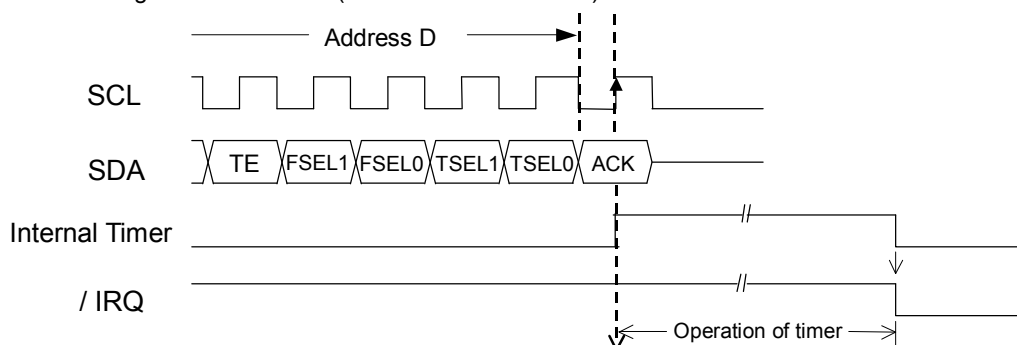 Address D
SCL
SDA TE FSEL1 FSEL0 TSEL1 TSEL0 ACK
Internal Timer
/ IRQ
Operation of timer